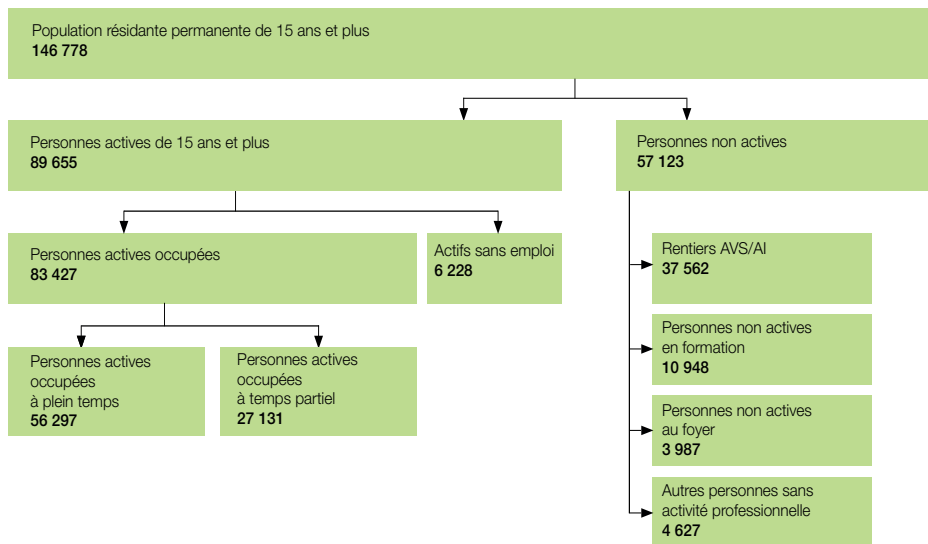 Population résidante permanente de 15 ans et plus
146 778
Personnes actives de 15 ans et plus
89 655
Personnes non actives
57 123
Personnes actives occupées
83 427
Actifs sans emploi
6 228
Rentiers AVS/AI
37 562
Personnes non actives
en formation
10 948
Personnes actives
occupées
à plein temps
56 297
Personnes actives
occupées
à temps partiel
27 131
Personnes non actives
au foyer
3 987
Autres personnes sans
activité professionnelle
4 627